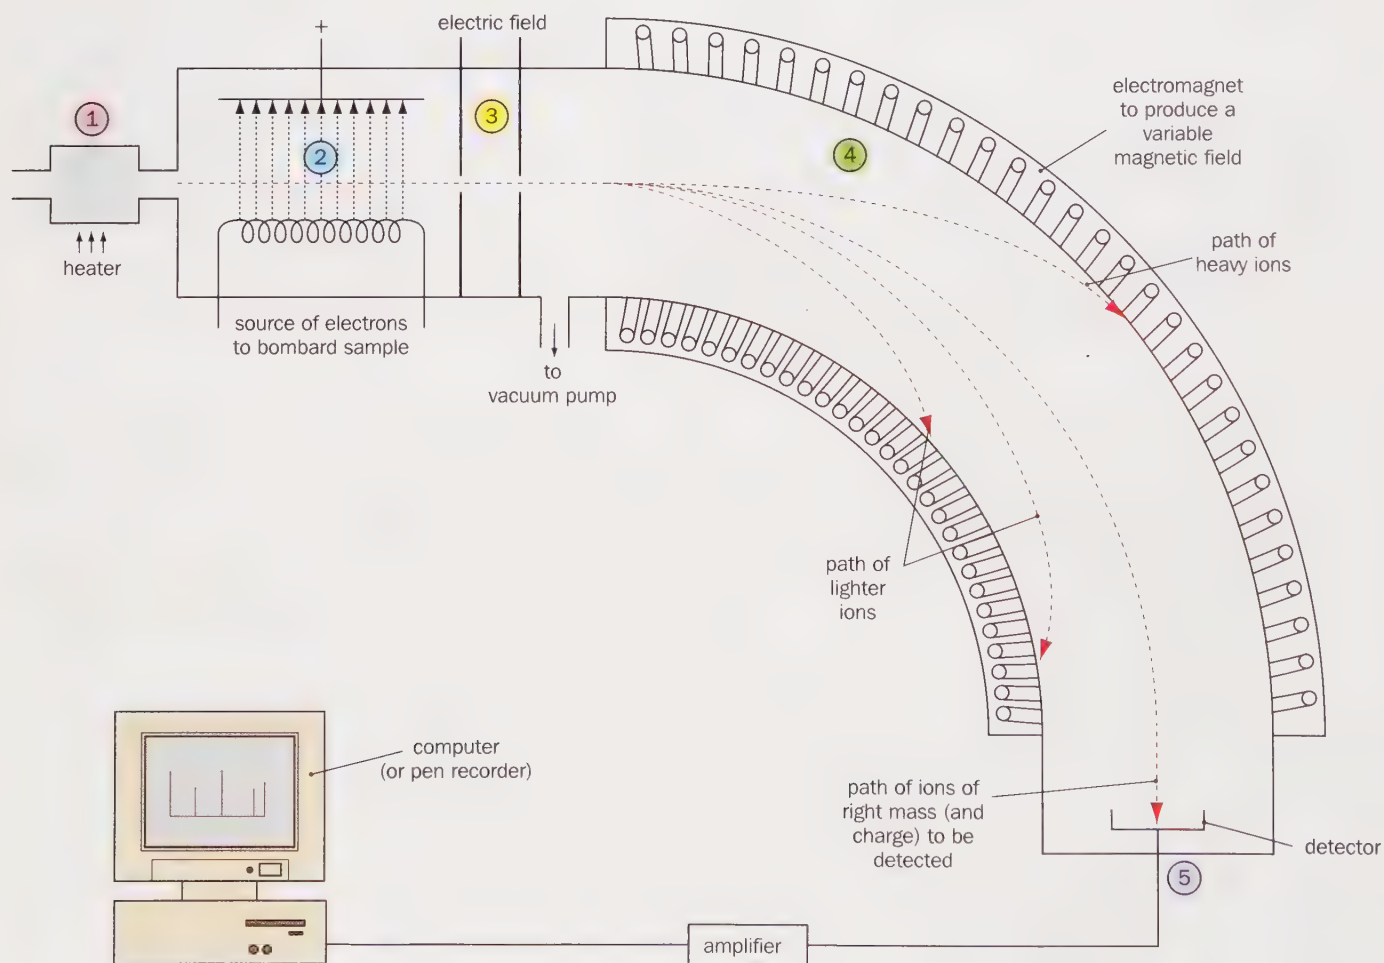 +
electric field
1
2
3
4
electromagnet
to produce a
variable
magnetic field
heater
path of
heavy ions
source of electrons
to bombard sample
to
vacuum pump
path of
lighter
ions
computer
(or pen recorder)
path of ions of
right mass (and
charge) to be
detected
detector
5
amplifier